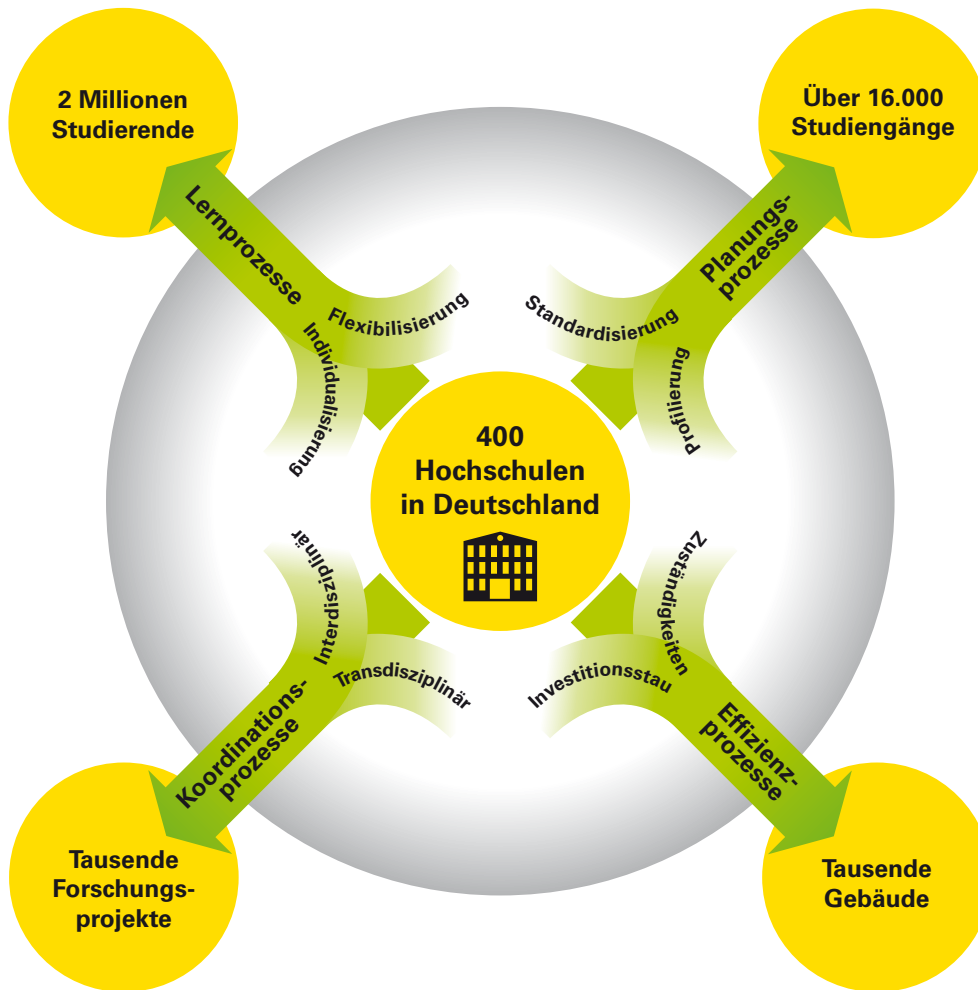 2 Millionen
Studierende
Über 16.000
Studiengänge
Lernprozesse
Flexibilisierung
Individualisierung
Planungs-
prozesse
Standardisierung
Profilierung
400
Hochschulen
in Deutschland
Interdisziplinär
Transdisziplinär
Koordinations-
prozesse
Zuständigkeiten
Investitionsstau
Effizienz-
prozesse
Tausende
Forschungs-
projekte
Tausende
Gebäude